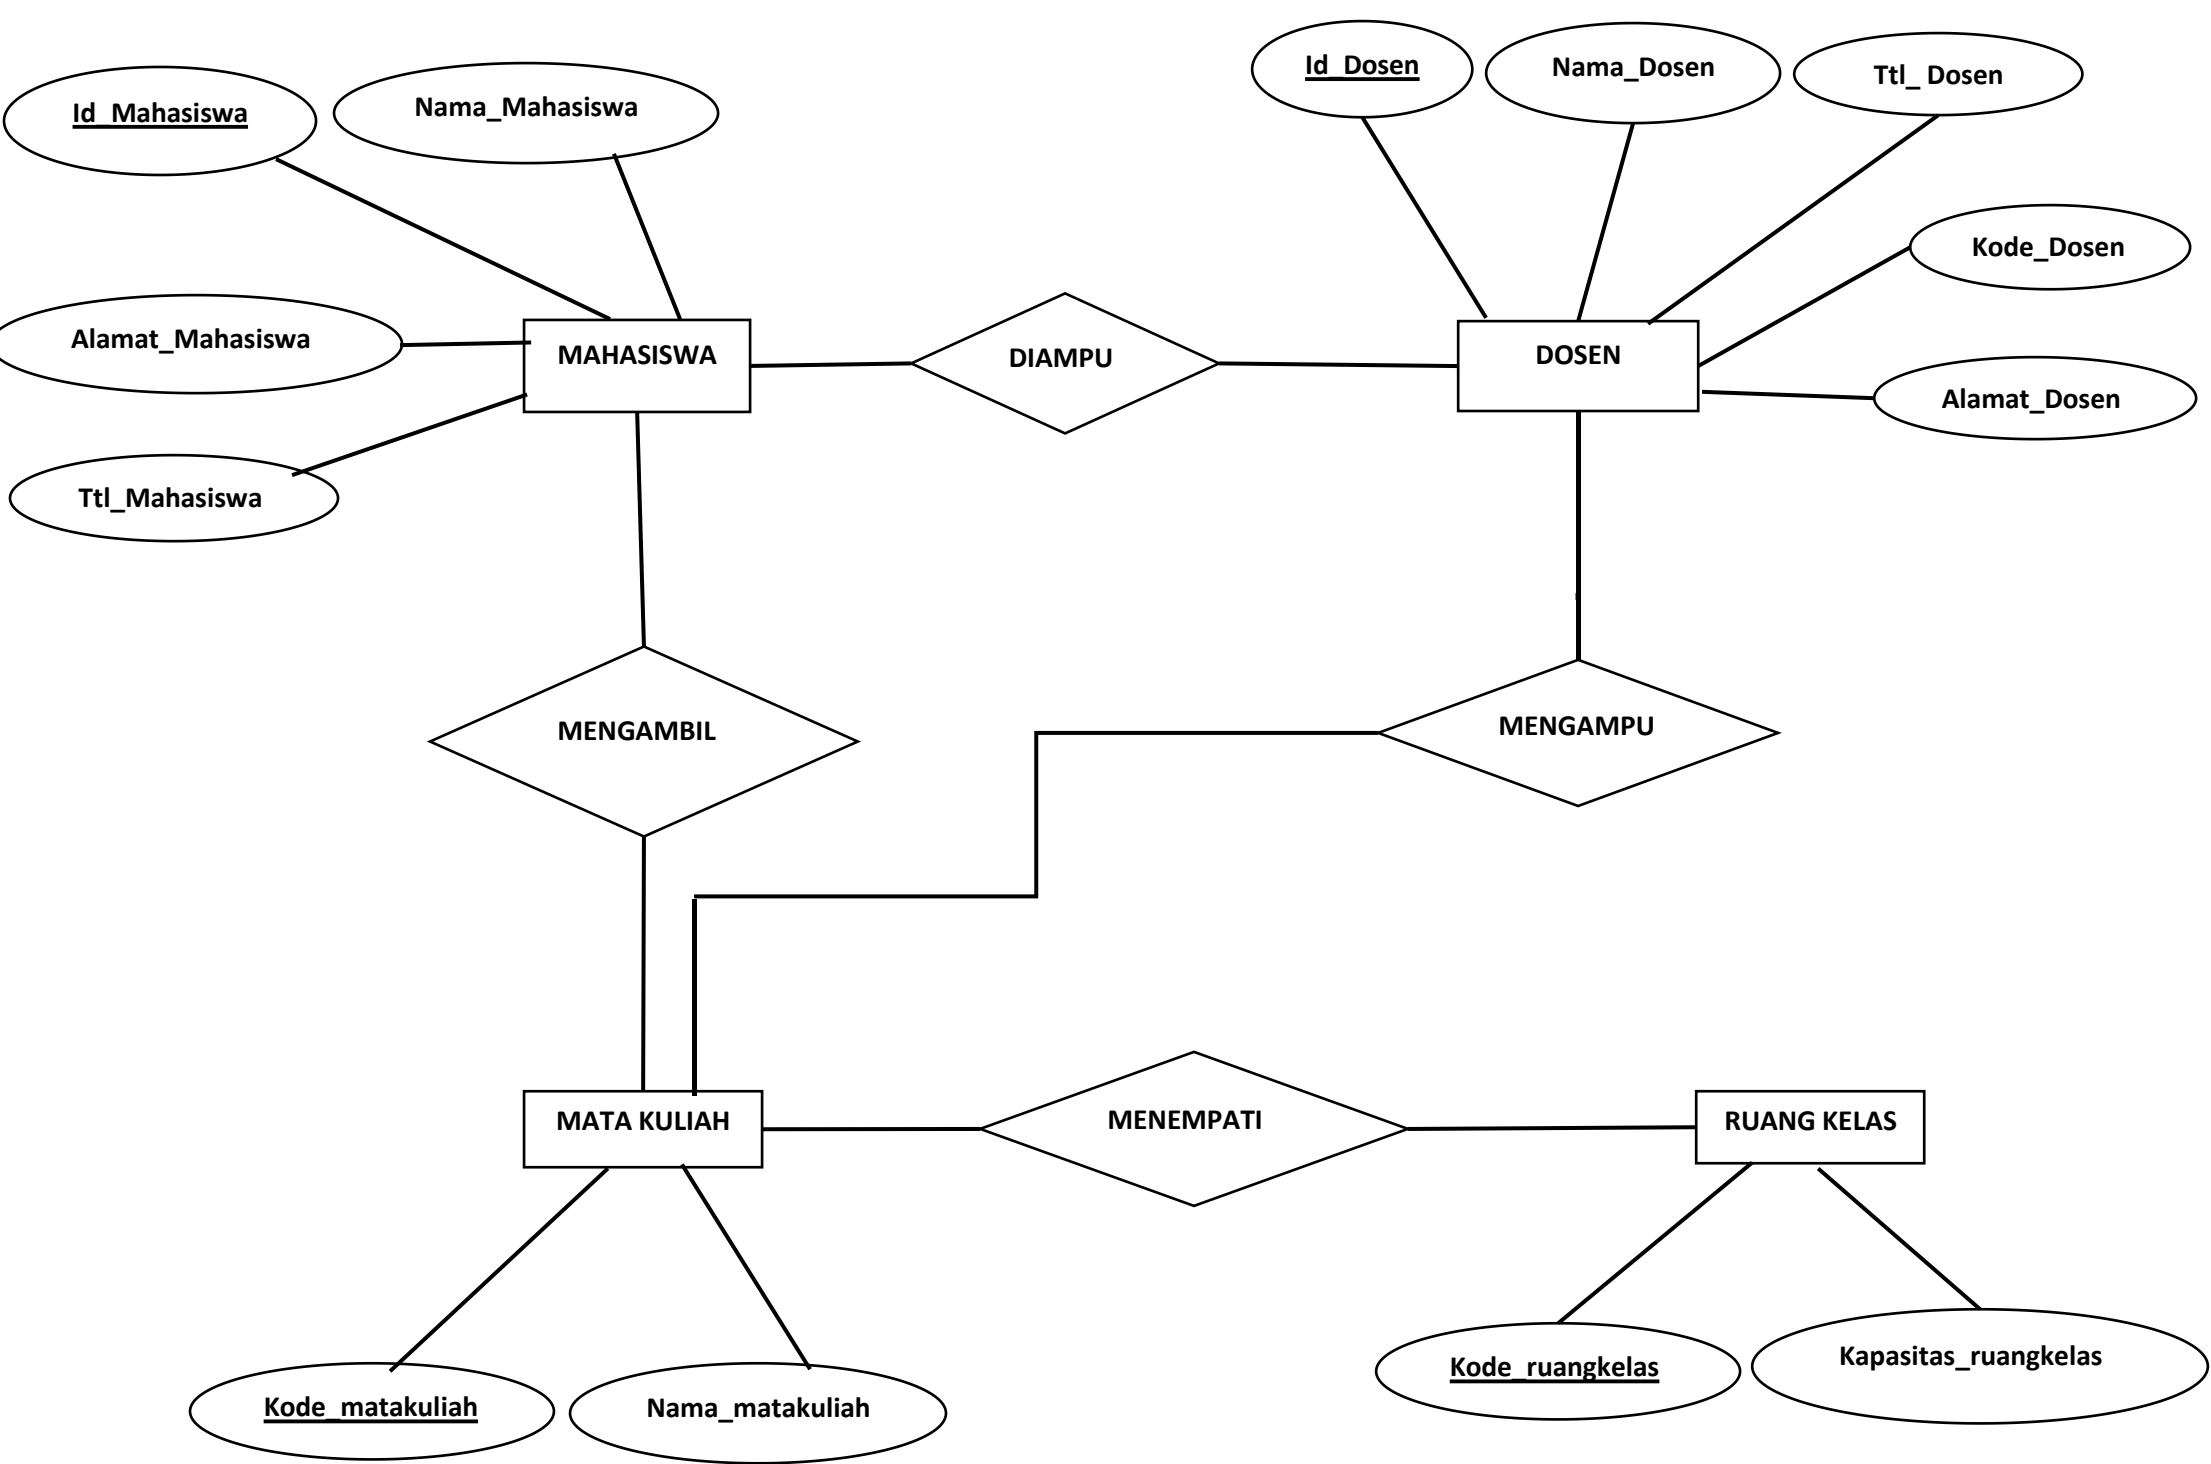 Id_Dosen
Nama_Dosen
Ttl_ Dosen
Id_Mahasiswa
Nama_Mahasiswa
Kode_Dosen
Alamat_Mahasiswa
MAHASISWA
DIAMPU
DOSEN
Alamat_Dosen
Ttl_Mahasiswa
MENGAMBIL
MENGAMPU
MATA KULIAH
MENEMPATI
RUANG KELAS
Kode_matakuliah
Nama_matakuliah
Kode_ruangkelas
Kapasitas_ruangkelas